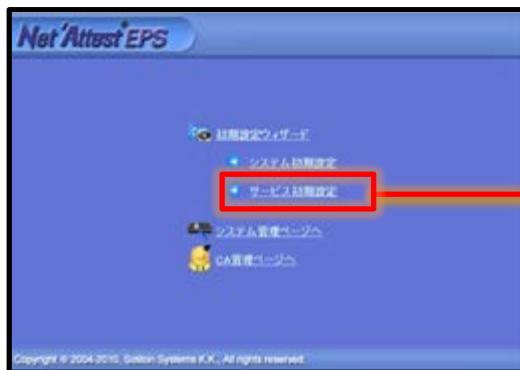 Net'Attest EPS
初期設定ウィザード
システム初期設定
サービス初期設定
システム管理ページへ
CA管理ページへ
Copyright © 2004-2010, Soliton Systems K.K., All rights reserved.